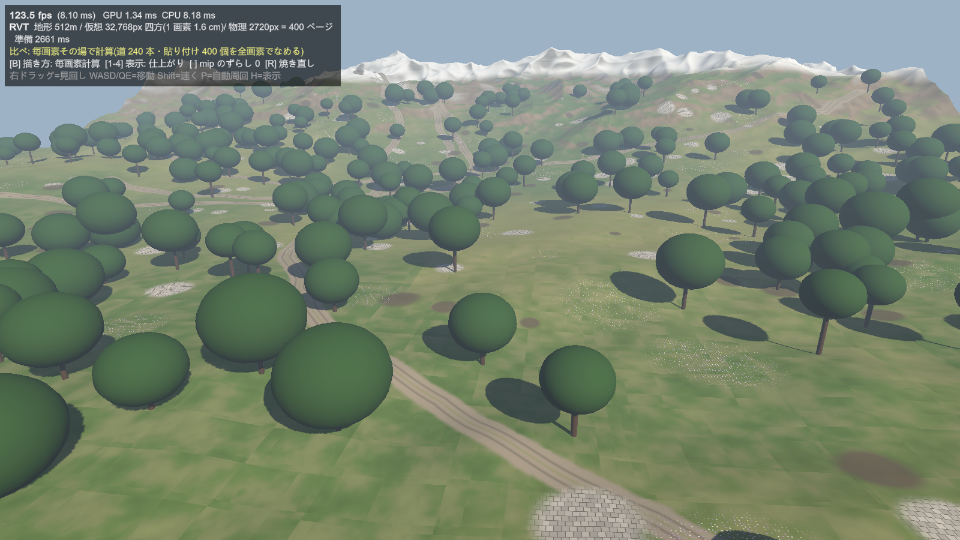 123.5 fps (8.10 ms) GPU 1.34 ms CPU 8.18 ms
RVT 地形 512m / 仮想 32,768px 四方(1 画素 1.6 cm)/ 物理 2720px = 400 ページ
準備 2661 ms
比べ: 毎画素その場で計算(道 240 本・貼り付け 400 個を全画素でなめる)
[B] 描き方: 毎画素計算 [1-4] 表示: 仕上がり [ ] mip のずらし 0 [R] 焼き直し
右ドラッグ=見回し WASD/QE=移動 Shift=速く P=自動周回 H=表示